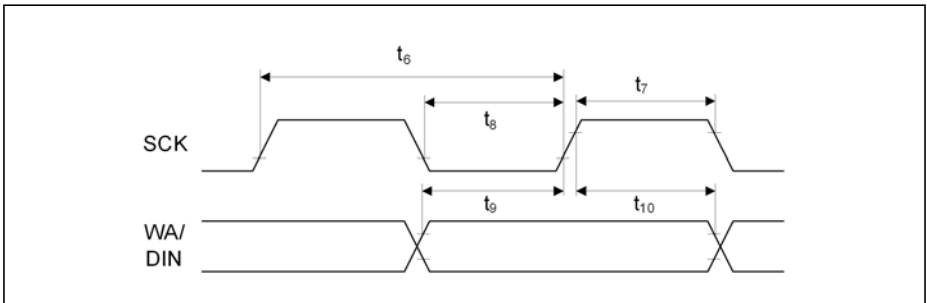 t₆
t₇
t₈
SCK
t₉
t₁₀
WA/
DIN